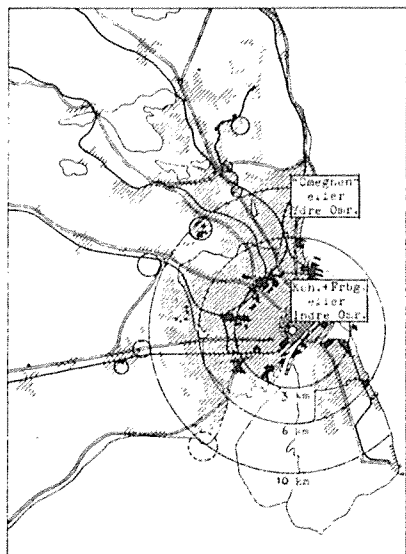 "Omegnen"
eller
Ydre Omr.
Kbh.+Frbg.
eller
Indre Omr.
3 km
6 km
10 km